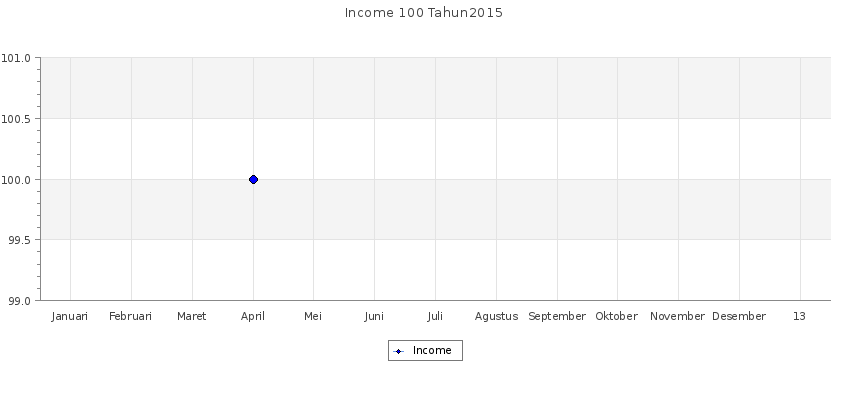 Income 100 Tahun2015
101.0
100.5
100.0
99.5
99.0
Januari Februari Maret April Mei Juni Juli Agustus September Oktober November Desember 13
Income